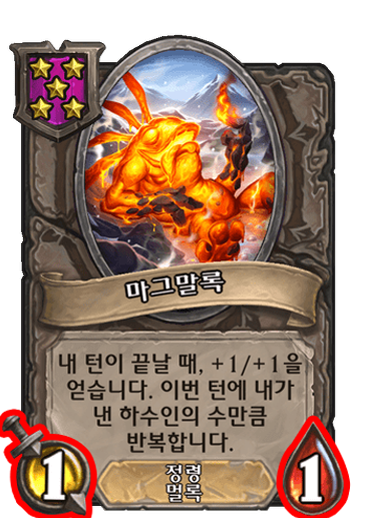 마그말록
내 턴이 끝날 때, +1/+1을
얻습니다. 이번 턴에 내가
낸 하수인의 수만큼
반복합니다.
정령
멀록
1
1